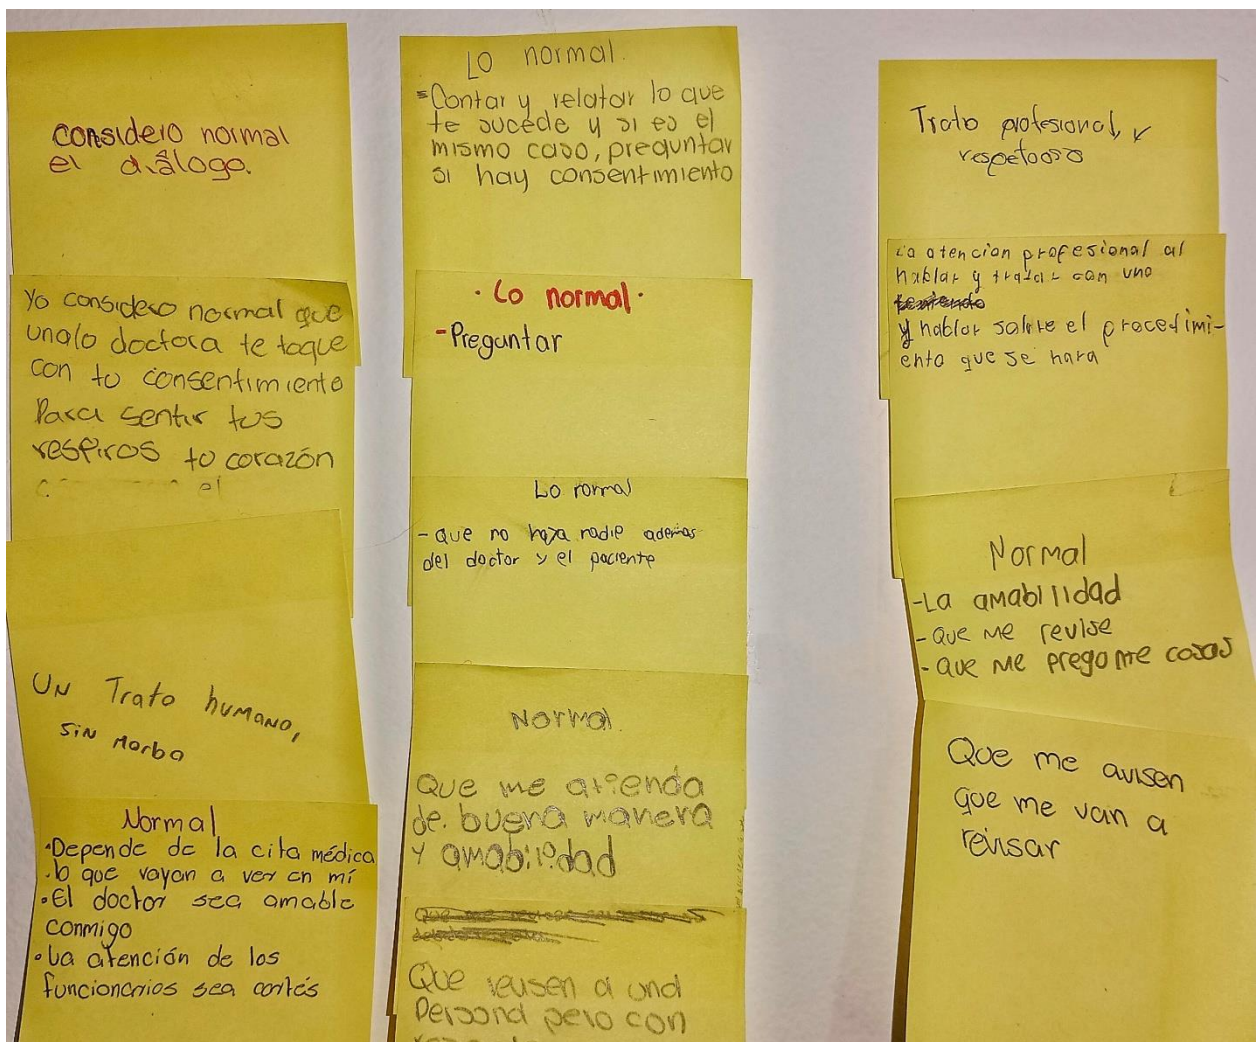 considero normal
el diálogo.
Yo considero normal que
una/o doctora te toque
con tu consentimiento
Para sentir tus
respiros tu corazón
el
UN Trato humano,
SIN Morbo
Normal
•Depende de la cita médica
•lo que vayan a ver en mí
•El doctor sea amable
conmigo
•La atención de los
funcionarios sea cortés
LO normal
-Contar y relatar lo que
te sucede y si es el
mismo caso, preguntar
si hay consentimiento
•Lo normal•
-Preguntar
Lo normal
-que no haya nadie además
del doctor y el paciente
Normal
Que me atienda
de buena manera
y amabilidad
Que revisen a una
Persona pero con
Trato profesional, y
respetooso
La atencion profesional al
hablar y tratar con uno
y hablar sobre el procedimi-
ento que se hara
Normal
-La amabilidad
-que me revise
-que me pregunte cosas
Que me avisen
que me van a
revisar